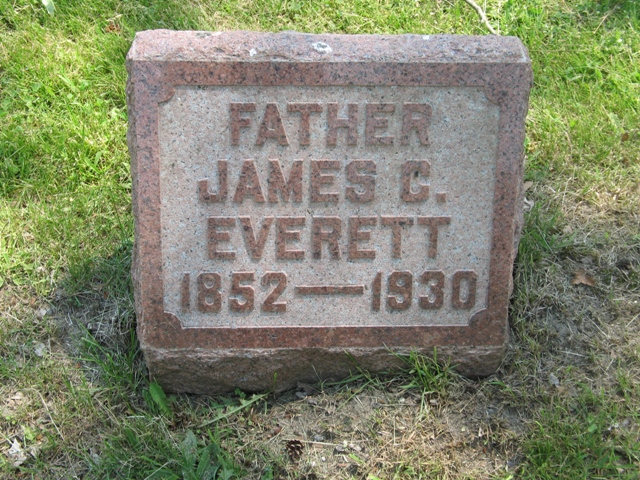 FATHER
JAMES C.
EVERETT
1852—1930